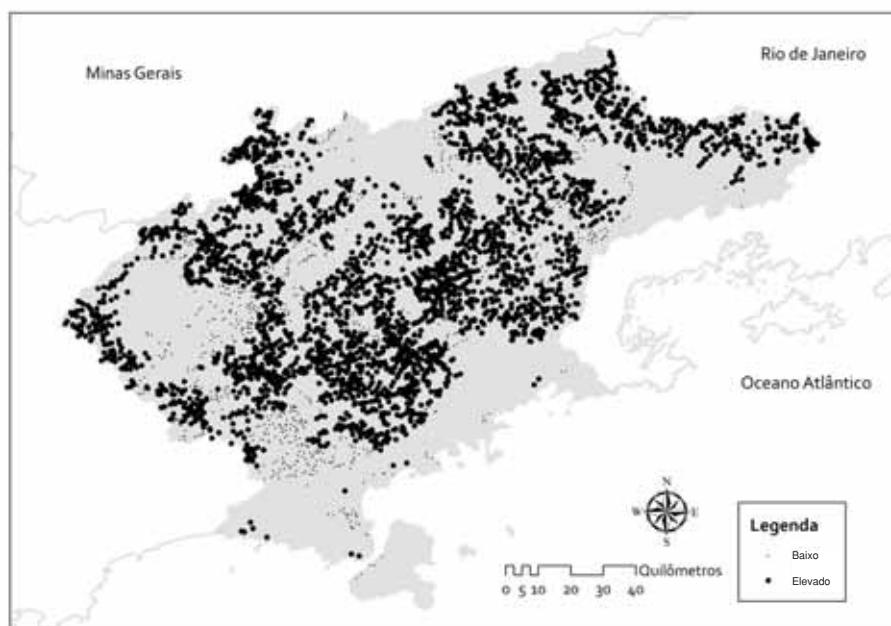 Minas Gerais
Rio de Janeiro
Oceano Atlântico
N
W E
S
Quilômetros
0 5 10 20 30 40
Legenda
Baixo
Elevado